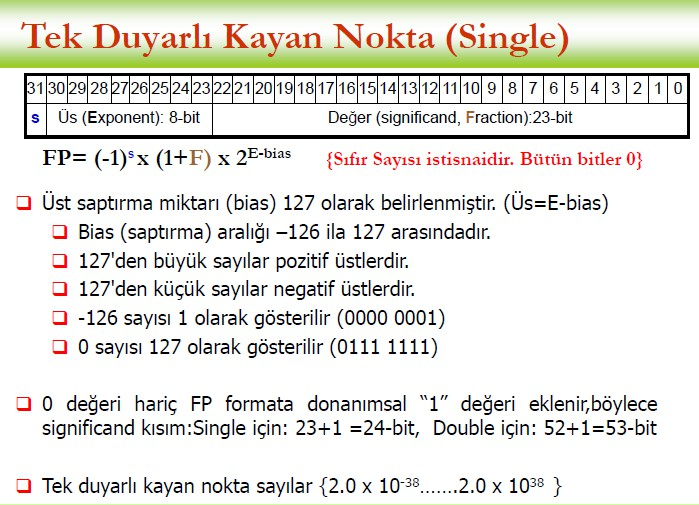 Tek Duyarlı Kayan Nokta (Single)
31 30 29 28 27 26 25 24 23 22 21 20 19 18 17 16 15 14 13 12 11 10 9 8 7 6 5 4 3 2 1 0
s Üs (Exponent): 8-bit Değer (significand, Fraction):23-bit
FP= (-1)^s x (1+F) x 2^E-bias {Sıfır Sayısı istisnaidir. Bütün bitler 0}
❑ Üst saptırma miktarı (bias) 127 olarak belirlenmiştir. (Üs=E-bias)
❑ Bias (saptırma) aralığı –126 ila 127 arasındadır.
❑ 127'den büyük sayılar pozitif üstlerdir.
❑ 127'den küçük sayılar negatif üstlerdir.
❑ -126 sayısı 1 olarak gösterilir (0000 0001)
❑ 0 sayısı 127 olarak gösterilir (0111 1111)
❑ 0 değeri hariç FP formata donanımsal “1” değeri eklenir,böylece
significand kısım:Single için: 23+1 =24-bit, Double için: 52+1=53-bit
❑ Tek duyarlı kayan nokta sayılar {2.0 x 10^-38…….2.0 x 10^38 }